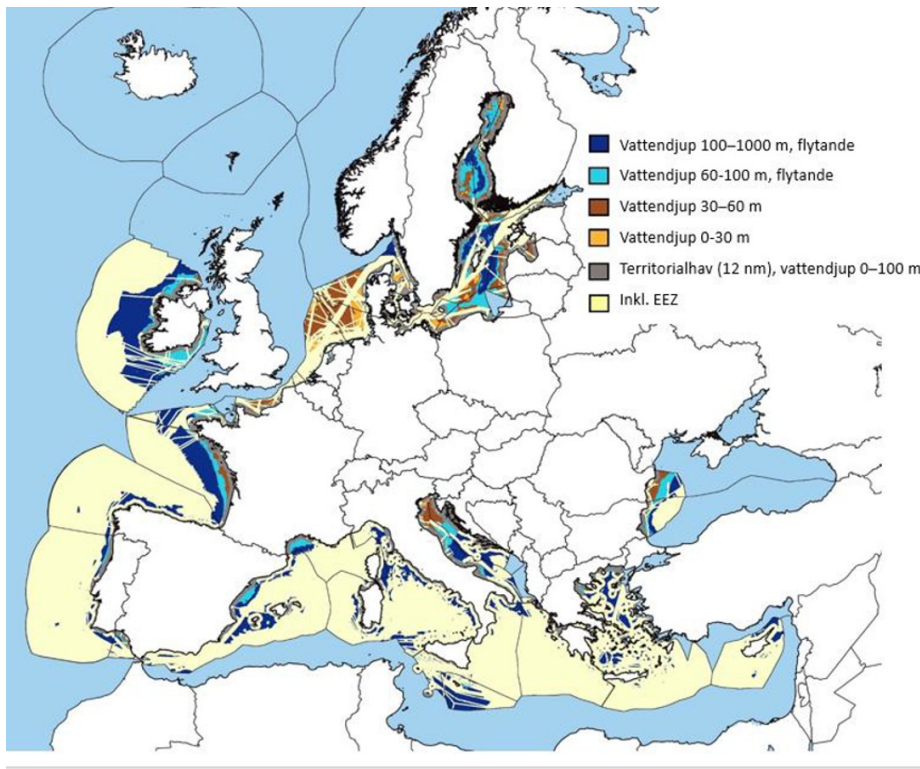 Vattendjup 100–1000 m, flytande
Vattendjup 60-100 m, flytande
Vattendjup 30–60 m
Vattendjup 0-30 m
Territorialhav (12 nm), vattendjup 0–100 m
Inkl. EEZ